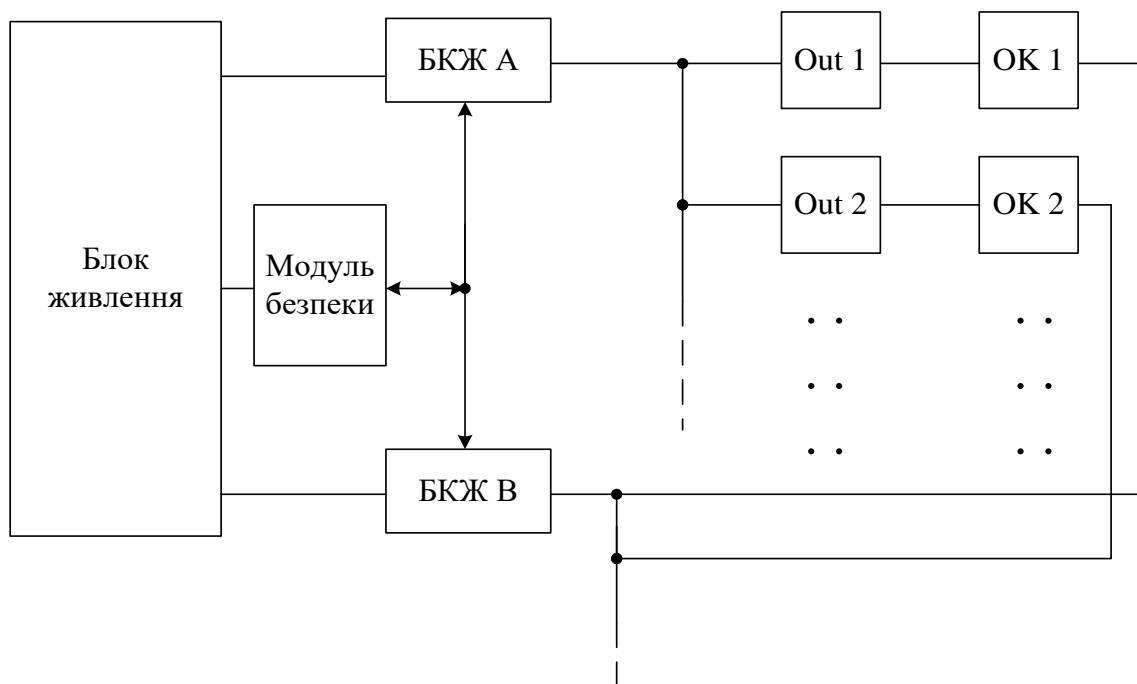 БКЖ А
Out 1
OK 1
Out 2
OK 2
Блок
живлення
Модуль
безпеки
БКЖ В